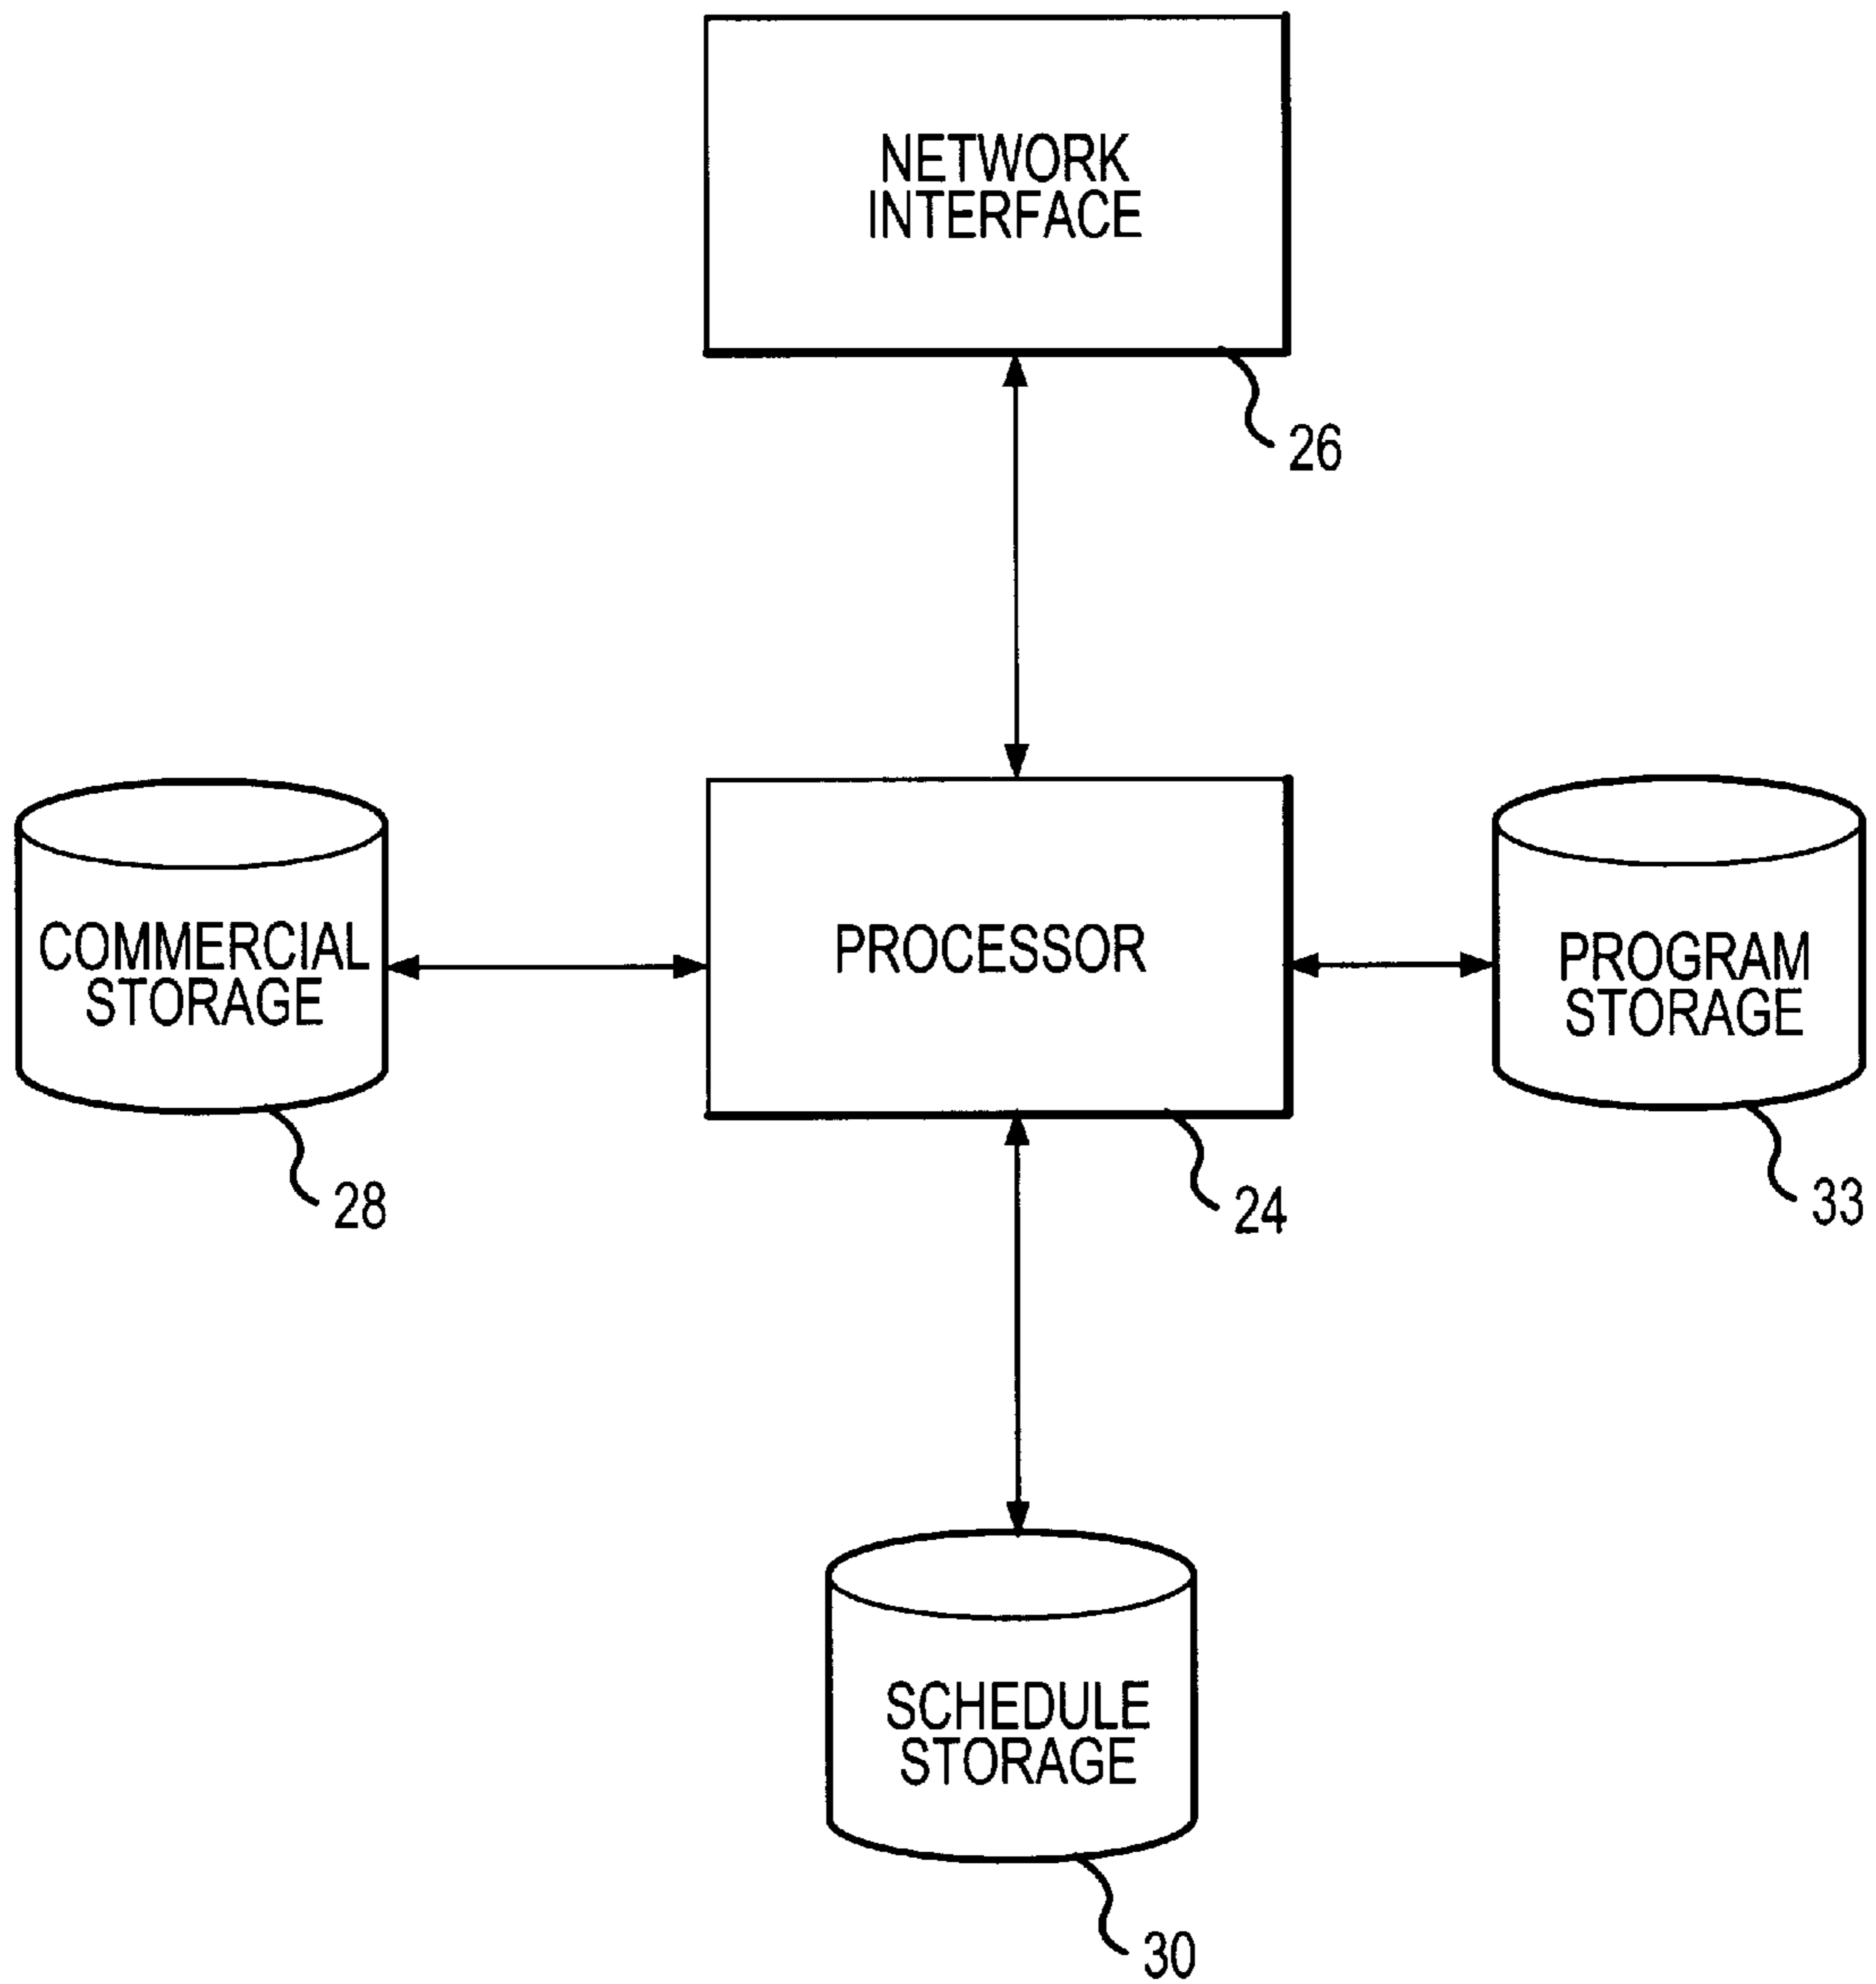 NETWORK
INTERFACE
26
COMMERCIAL
STORAGE
28
PROCESSOR
24
PROGRAM
STORAGE
33
SCHEDULE
STORAGE
30